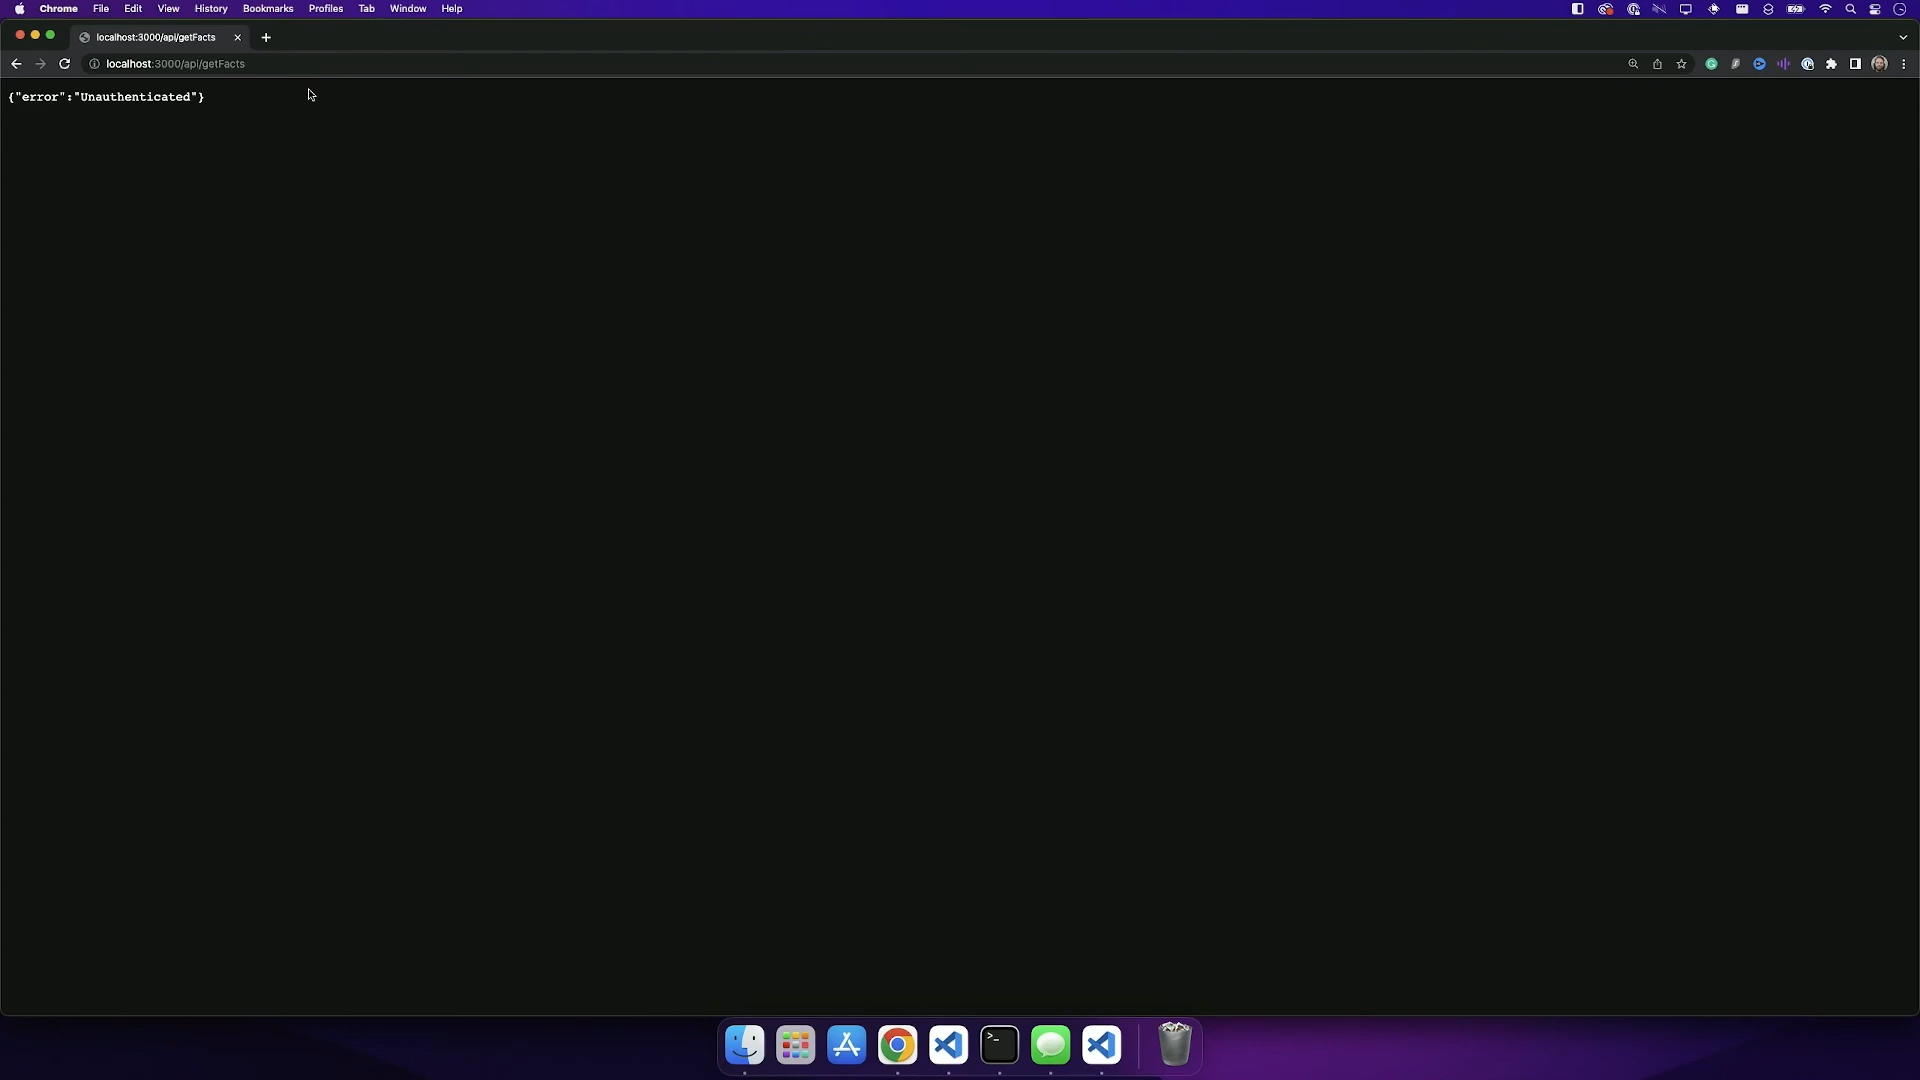 Chrome File Edit View History Bookmarks Profiles Tab Window Help
localhost:3000/api/getFacts
localhost:3000/api/getFacts
{"error":"Unauthenticated"}